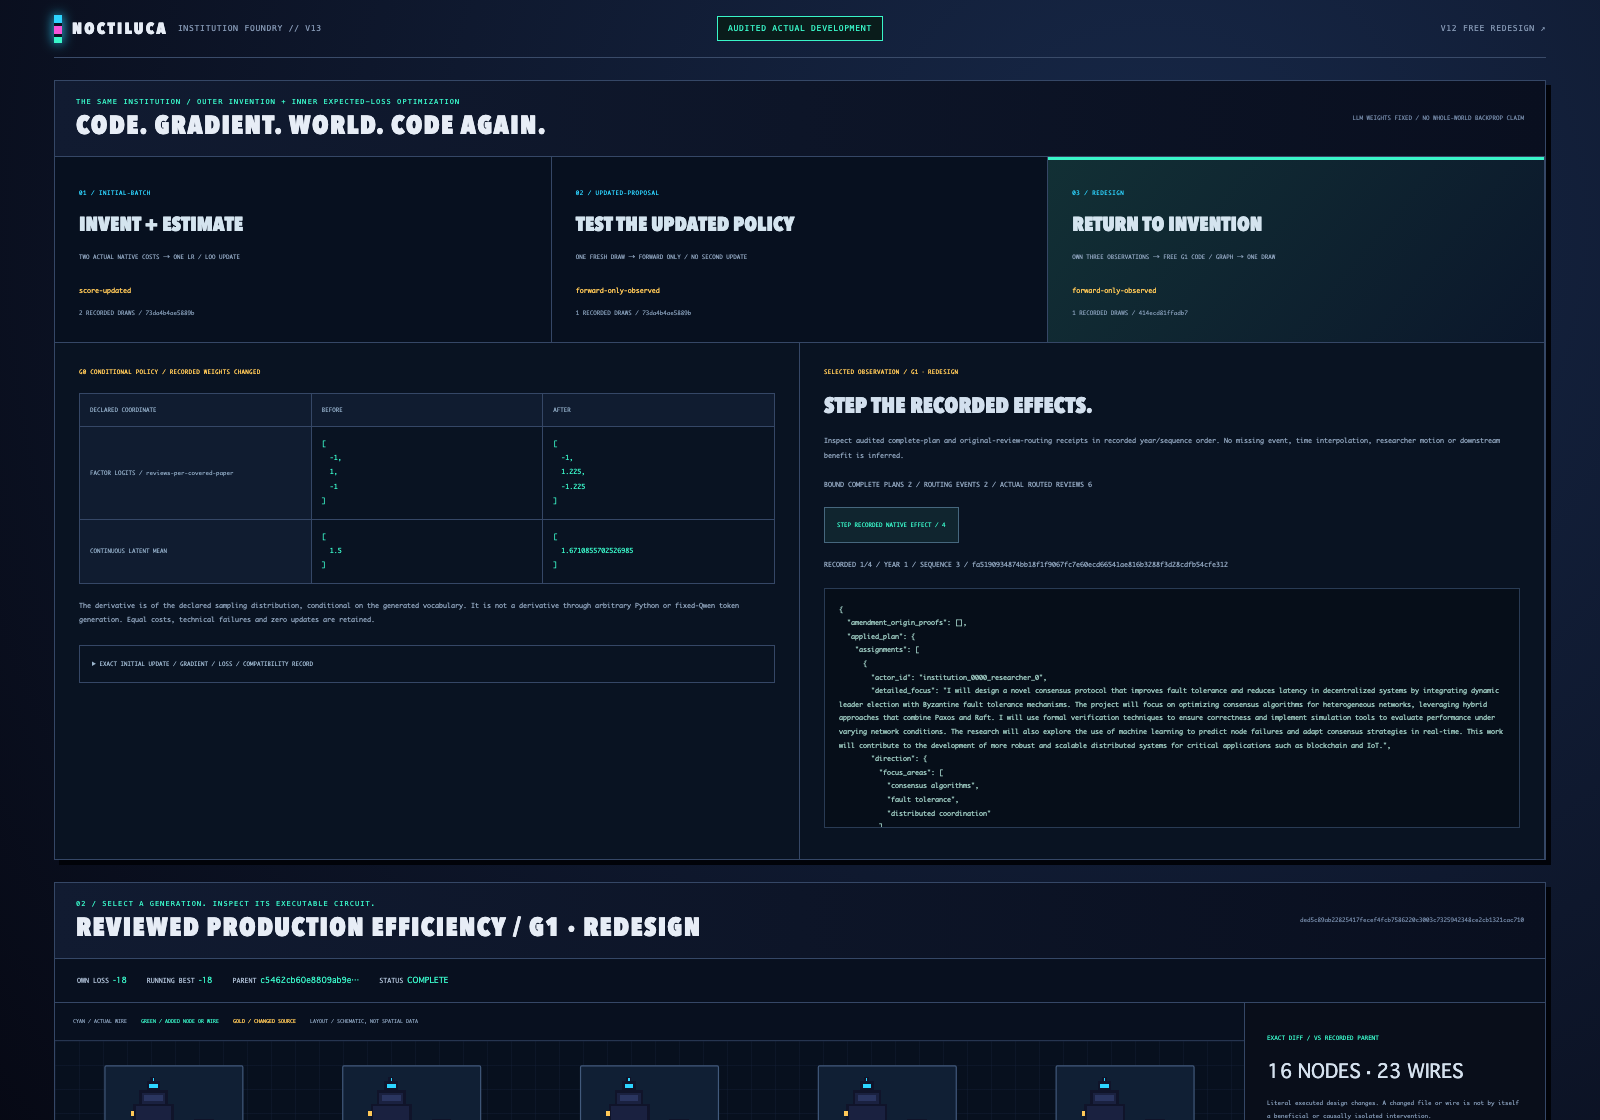 NOCTILUCA
INSTITUTION FOUNDRY // V13
AUDITED ACTUAL DEVELOPMENT
V12 FREE REDESIGN ↗
THE SAME INSTITUTION / OUTER INVENTION + INNER EXPECTED-LOSS OPTIMIZATION
CODE. GRADIENT. WORLD. CODE AGAIN.
LLM WEIGHTS FIXED / NO WHOLE-WORLD BACKPROP CLAIM
01 / INITIAL-BATCH
INVENT + ESTIMATE
TWO ACTUAL NATIVE COSTS → ONE LR / LOO UPDATE
score-updated
2 RECORDED DRAWS / 73da4b4ae5889b
02 / UPDATED-PROPOSAL
TEST THE UPDATED POLICY
ONE FRESH DRAW → FORWARD ONLY / NO SECOND UPDATE
forward-only-observed
1 RECORDED DRAWS / 73da4b4ae5889b
03 / REDESIGN
RETURN TO INVENTION
OWN THREE OBSERVATIONS → FREE G1 CODE / GRAPH → ONE DRAW
forward-only-observed
1 RECORDED DRAWS / 414ecd81ffadb7
G0 CONDITIONAL POLICY / RECORDED WEIGHTS CHANGED
DECLARED COORDINATE
BEFORE
AFTER
FACTOR LOGITS / reviews-per-covered-paper
[
-1,
1,
-1
]
[
-1,
1.225,
-1.225
]
CONTINUOUS LATENT MEAN
[
1.5
]
[
1.6710855702526985
]
The derivative is of the declared sampling distribution, conditional on the generated vocabulary. It is not a derivative through arbitrary Python or fixed-Qwen token
generation. Equal costs, technical failures and zero updates are retained.
▶ EXACT INITIAL UPDATE / GRADIENT / LOSS / COMPATIBILITY RECORD
SELECTED OBSERVATION / G1 · REDESIGN
STEP THE RECORDED EFFECTS.
Inspect audited complete-plan and original-review-routing receipts in recorded year/sequence order. No missing event, time interpolation, researcher motion or downstream
benefit is inferred.
BOUND COMPLETE PLANS 2 / ROUTING EVENTS 2 / ACTUAL ROUTED REVIEWS 6
STEP RECORDED NATIVE EFFECT / 4
RECORDED 1/4 / YEAR 1 / SEQUENCE 3 / fa5190934874bb18f1f9067fc7e60ecd66541ae816b3288f3d28cdfb54cfe312
{
"amendment_origin_proofs": [],
"applied_plan": {
"assignments": [
{
"actor_id": "institution_0000_researcher_0",
"detailed_focus": "I will design a novel consensus protocol that improves fault tolerance and reduces latency in decentralized systems by integrating dynamic
leader election with Byzantine fault tolerance mechanisms. The project will focus on optimizing consensus algorithms for heterogeneous networks, leveraging hybrid
approaches that combine Paxos and Raft. I will use formal verification techniques to ensure correctness and implement simulation tools to evaluate performance under
varying network conditions. The research will also explore the use of machine learning to predict node failures and adapt consensus strategies in real-time. This work
will contribute to the development of more robust and scalable distributed systems for critical applications such as blockchain and IoT.",
"direction": {
"focus_areas": [
"consensus algorithms",
"fault tolerance",
"distributed coordination"
]
02 / SELECT A GENERATION. INSPECT ITS EXECUTABLE CIRCUIT.
REVIEWED PRODUCTION EFFICIENCY / G1 · REDESIGN
ded5c89ab22825417fecef4fcb7586220c3003c7325942348ce2cb1321cac710
OWN LOSS -18
RUNNING BEST -18
PARENT c5462cb60e8809ab9e···
STATUS COMPLETE
CYAN / ACTUAL WIRE
GREEN / ADDED NODE OR WIRE
GOLD / CHANGED SOURCE
LAYOUT / SCHEMATIC, NOT SPATIAL DATA
EXACT DIFF / VS RECORDED PARENT
16 NODES · 23 WIRES
Literal executed design changes. A changed file or wire is not by itself
a beneficial or causally isolated intervention.